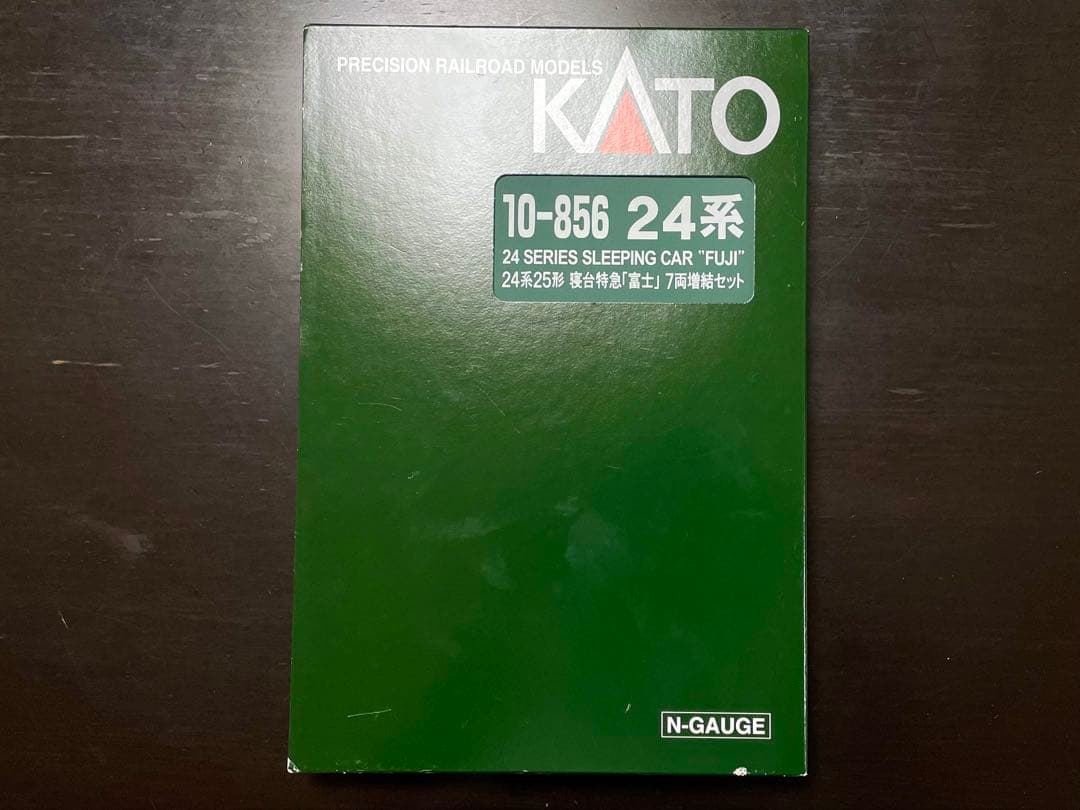 PRECISION RAILROAD MODELS
KATO
10-856 24系
24 SERIES SLEEPING CAR "FUJI"
24系25形 寝台特急「富士」 7両増結セット
N-GAUGE